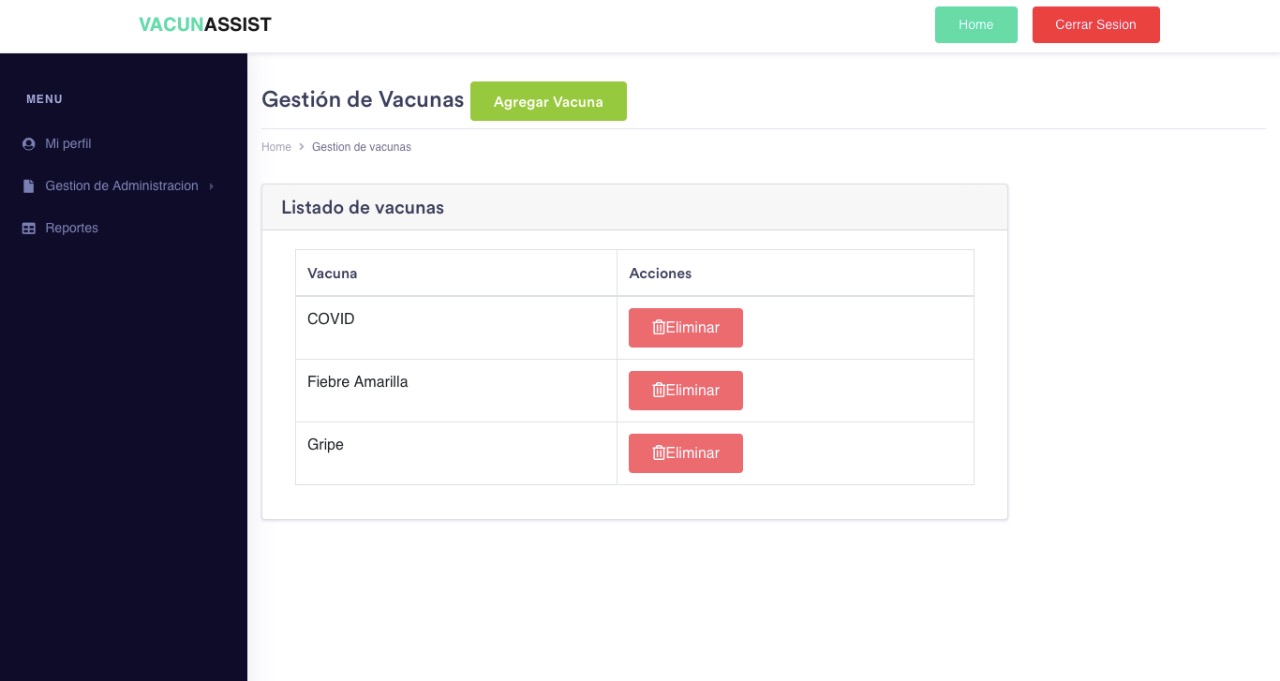 VACUNASSIST
Home
Cerrar Sesion
MENU
Mi perfil
Gestion de Administracion
Reportes
Gestión de Vacunas
Agregar Vacuna
Home > Gestion de vacunas
Listado de vacunas
Vacuna Acciones
COVID Eliminar
Fiebre Amarilla Eliminar
Gripe Eliminar